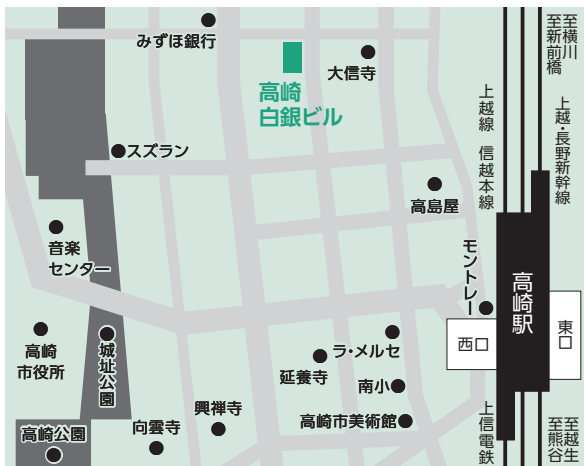 みずほ銀行
高崎
白銀ビル
大信寺
至横川
至新前橋
上越線 信越本線
上越・長野新幹線
スズラン
高島屋
音楽
センター
モントレー
高崎駅
西口
東口
高崎
市役所
城址公園
ラ・メルセ
延養寺
南小
興禅寺
高崎市美術館
向雲寺
高崎公園
上信電鉄
至越生
至熊谷